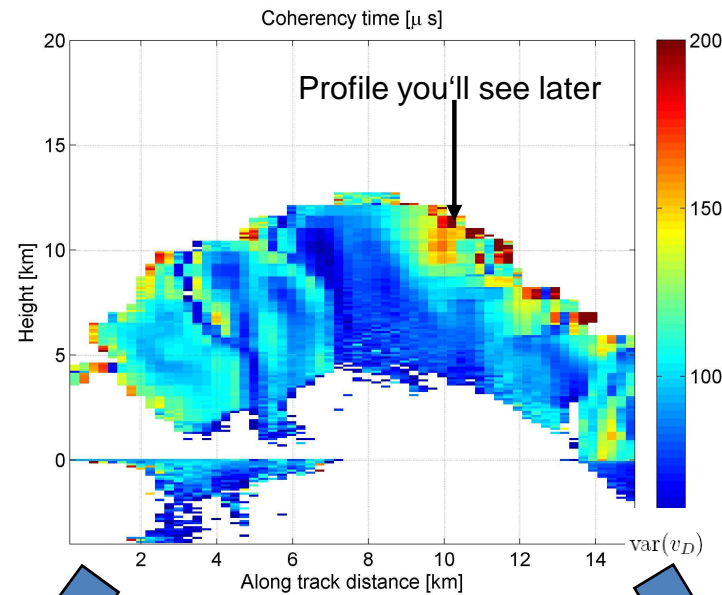 Coherency time [μ s]
20
15
10
5
0
Height [km]
Profile you‘ll see later
200
150
100
var(v_D)
2 4 6 8 10 12 14
Along track distance [km]